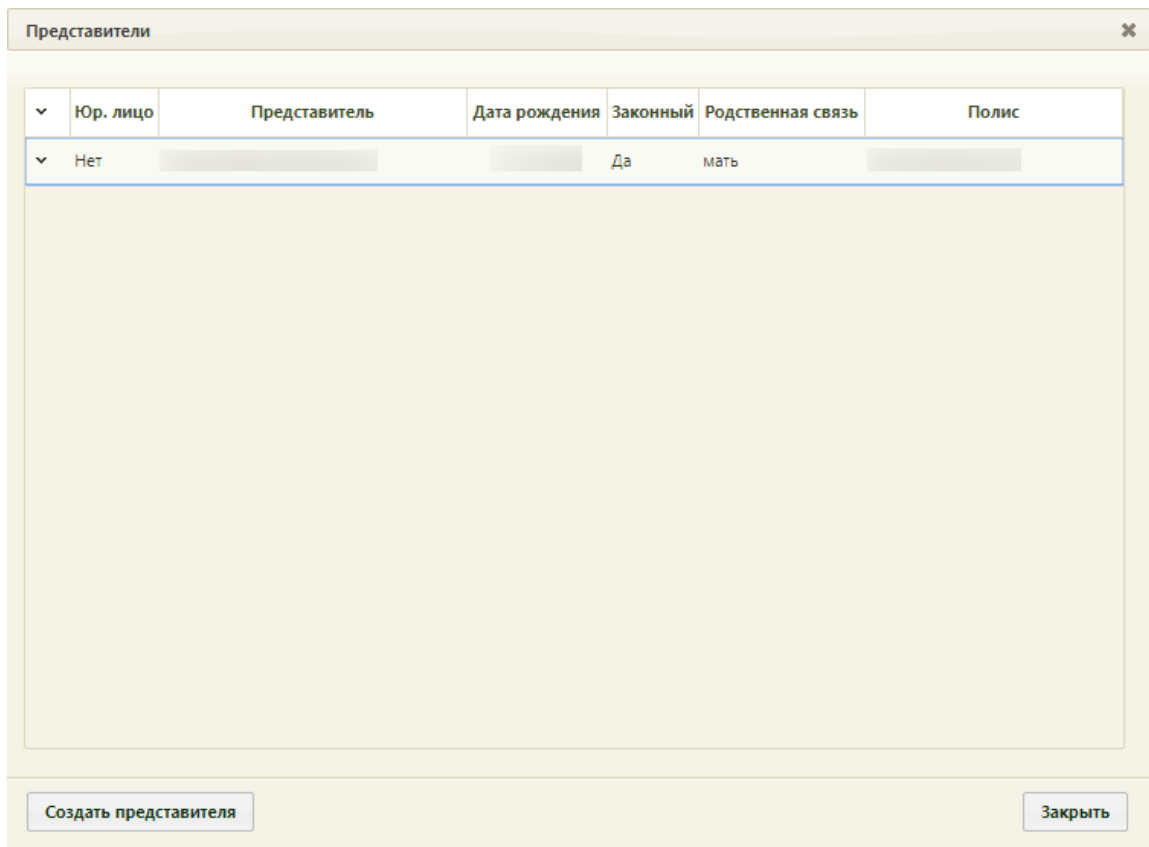 Представители
Юр. лицо Представитель Дата рождения Законный Родственная связь Полис
Нет Да мать
Создать представителя Закрыть